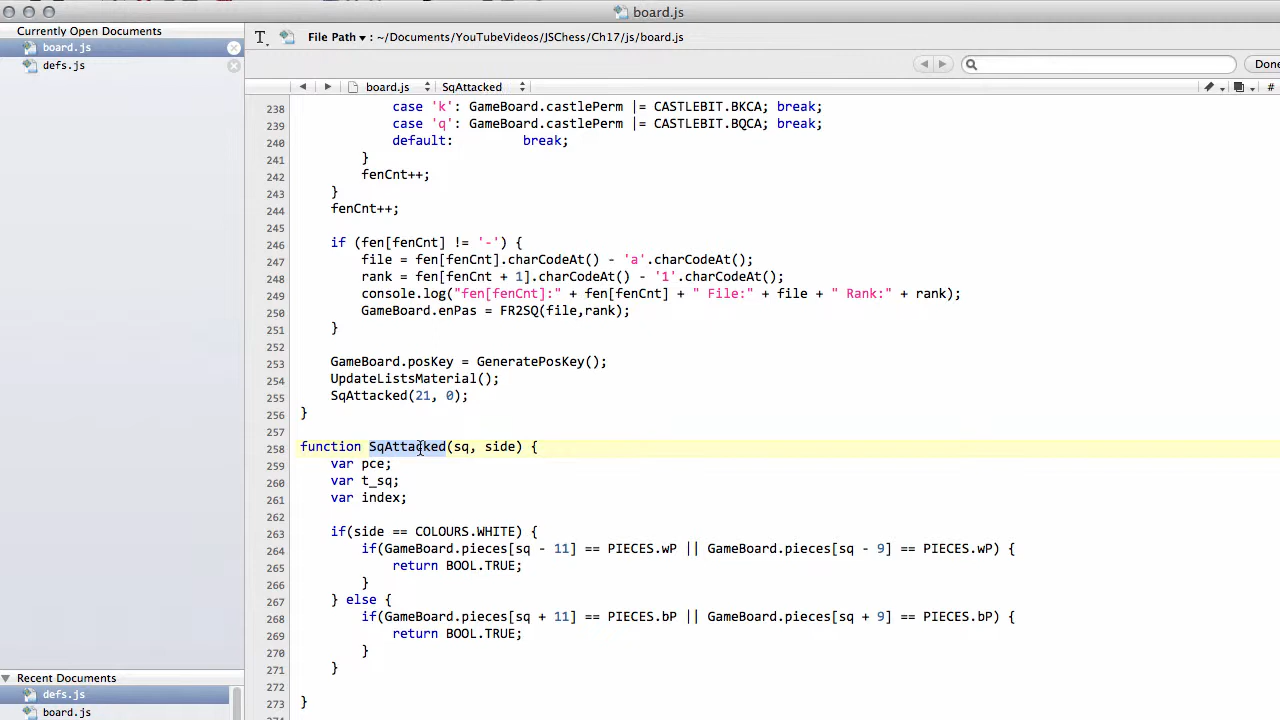 board.js
Currently Open Documents
board.js
defs.js
T File Path ▾ : ~/Documents/YouTubeVideos/JSChess/Ch17/js/board.js
Done
board.js SqAttacked #
238 case 'k': GameBoard.castlePerm |= CASTLEBIT.BKCA; break;
239 case 'q': GameBoard.castlePerm |= CASTLEBIT.BQCA; break;
240 default: break;
241 }
242 fenCnt++;
243 }
244 fenCnt++;
245
246 if (fen[fenCnt] != '-') {
247 file = fen[fenCnt].charCodeAt() - 'a'.charCodeAt();
248 rank = fen[fenCnt + 1].charCodeAt() - '1'.charCodeAt();
249 console.log("fen[fenCnt]:" + fen[fenCnt] + " File:" + file + " Rank:" + rank);
250 GameBoard.enPas = FR2SQ(file,rank);
251 }
252
253 GameBoard.posKey = GeneratePosKey();
254 UpdateListsMaterial();
255 SqAttacked(21, 0);
256 }
257
258 function SqAttacked(sq, side) {
259 var pce;
260 var t_sq;
261 var index;
262
263 if(side == COLOURS.WHITE) {
264 if(GameBoard.pieces[sq - 11] == PIECES.wP || GameBoard.pieces[sq - 9] == PIECES.wP) {
265 return BOOL.TRUE;
266 }
267 } else {
268 if(GameBoard.pieces[sq + 11] == PIECES.bP || GameBoard.pieces[sq + 9] == PIECES.bP) {
269 return BOOL.TRUE;
270 }
271 }
272
273 }
Recent Documents
defs.js
board.js